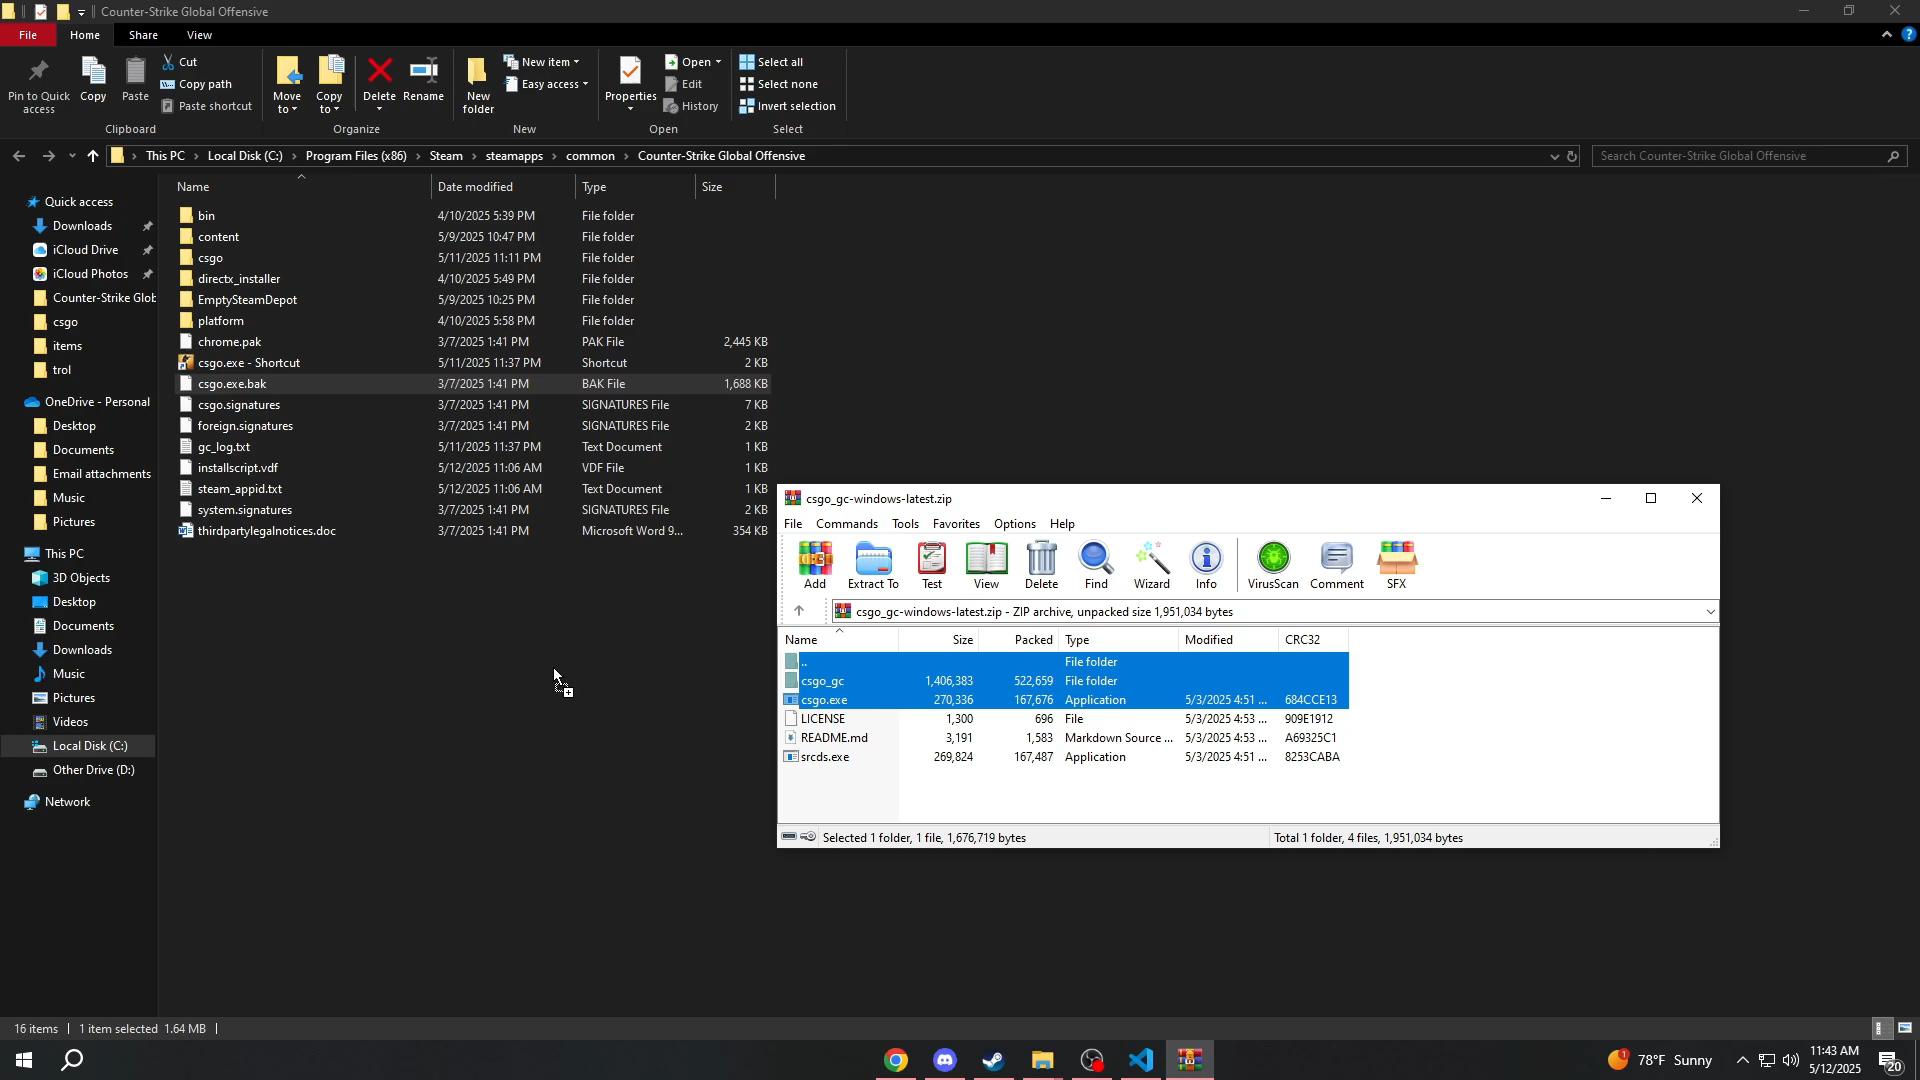 Counter-Strike Global Offensive
File Home Share View
Pin to Quick access
Copy
Paste
Cut
Copy path
Paste shortcut
Clipboard
Move to
Copy to
Delete
Rename
Organize
New folder
New item
Easy access
New
Properties
Open
Edit
History
Open
Select all
Select none
Invert selection
Select
This PC › Local Disk (C:) › Program Files (x86) › Steam › steamapps › common › Counter-Strike Global Offensive
Search Counter-Strike Global Offensive
Quick access
Downloads
iCloud Drive
iCloud Photos
Counter-Strike Glob
csgo
items
trol
OneDrive - Personal
Desktop
Documents
Email attachments
Music
Pictures
This PC
3D Objects
Desktop
Documents
Downloads
Music
Pictures
Videos
Local Disk (C:)
Other Drive (D:)
Network
Name Date modified Type Size
bin 4/10/2025 5:39 PM File folder
content 5/9/2025 10:47 PM File folder
csgo 5/11/2025 11:11 PM File folder
directx_installer 4/10/2025 5:49 PM File folder
EmptySteamDepot 5/9/2025 10:25 PM File folder
platform 4/10/2025 5:58 PM File folder
chrome.pak 3/7/2025 1:41 PM PAK File 2,445 KB
csgo.exe - Shortcut 5/11/2025 11:37 PM Shortcut 2 KB
csgo.exe.bak 3/7/2025 1:41 PM BAK File 1,688 KB
csgo.signatures 3/7/2025 1:41 PM SIGNATURES File 7 KB
foreign.signatures 3/7/2025 1:41 PM SIGNATURES File 2 KB
gc_log.txt 5/11/2025 11:37 PM Text Document 1 KB
installscript.vdf 5/12/2025 11:06 AM VDF File 1 KB
steam_appid.txt 5/12/2025 11:06 AM Text Document 1 KB
system.signatures 3/7/2025 1:41 PM SIGNATURES File 2 KB
thirdpartylegalnotices.doc 3/7/2025 1:41 PM Microsoft Word 9... 354 KB
csgo_gc-windows-latest.zip
File Commands Tools Favorites Options Help
Add Extract To Test View Delete Find Wizard Info VirusScan Comment SFX
csgo_gc-windows-latest.zip - ZIP archive, unpacked size 1,951,034 bytes
Name Size Packed Type Modified CRC32
.. File folder
csgo_gc 1,406,383 522,659 File folder
csgo.exe 270,336 167,676 Application 5/3/2025 4:51 ... 684CCE13
LICENSE 1,300 696 File 5/3/2025 4:53 ... 909E1912
README.md 3,191 1,583 Markdown Source ... 5/3/2025 4:53 ... A69325C1
srcds.exe 269,824 167,487 Application 5/3/2025 4:51 ... 8253CABA
Selected 1 folder, 1 file, 1,676,719 bytes
Total 1 folder, 4 files, 1,951,034 bytes
16 items 1 item selected 1.64 MB
1
78°F Sunny
11:43 AM
5/12/2025
20